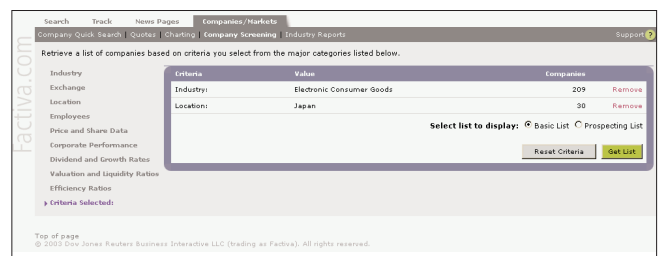 Search Track News Pages Companies/Markets
Company Quick Search | Quotes | Charting | Company Screening | Industry Reports Support ?
Factiva.com
Retrieve a list of companies based on criteria you select from the major categories listed below.
Industry
Exchange
Location
Employees
Price and Share Data
Corporate Performance
Dividend and Growth Rates
Valuation and Liquidity Ratios
Efficiency Ratios
Criteria Selected:
Criteria Value Companies
Industry: Electronic Consumer Goods 209 Remove
Location: Japan 30 Remove
Select list to display: Basic List Prospecting List
Reset Criteria Get List
Top of page
© 2003 Dow Jones Reuters Business Interactive LLC (trading as Factiva). All rights reserved.